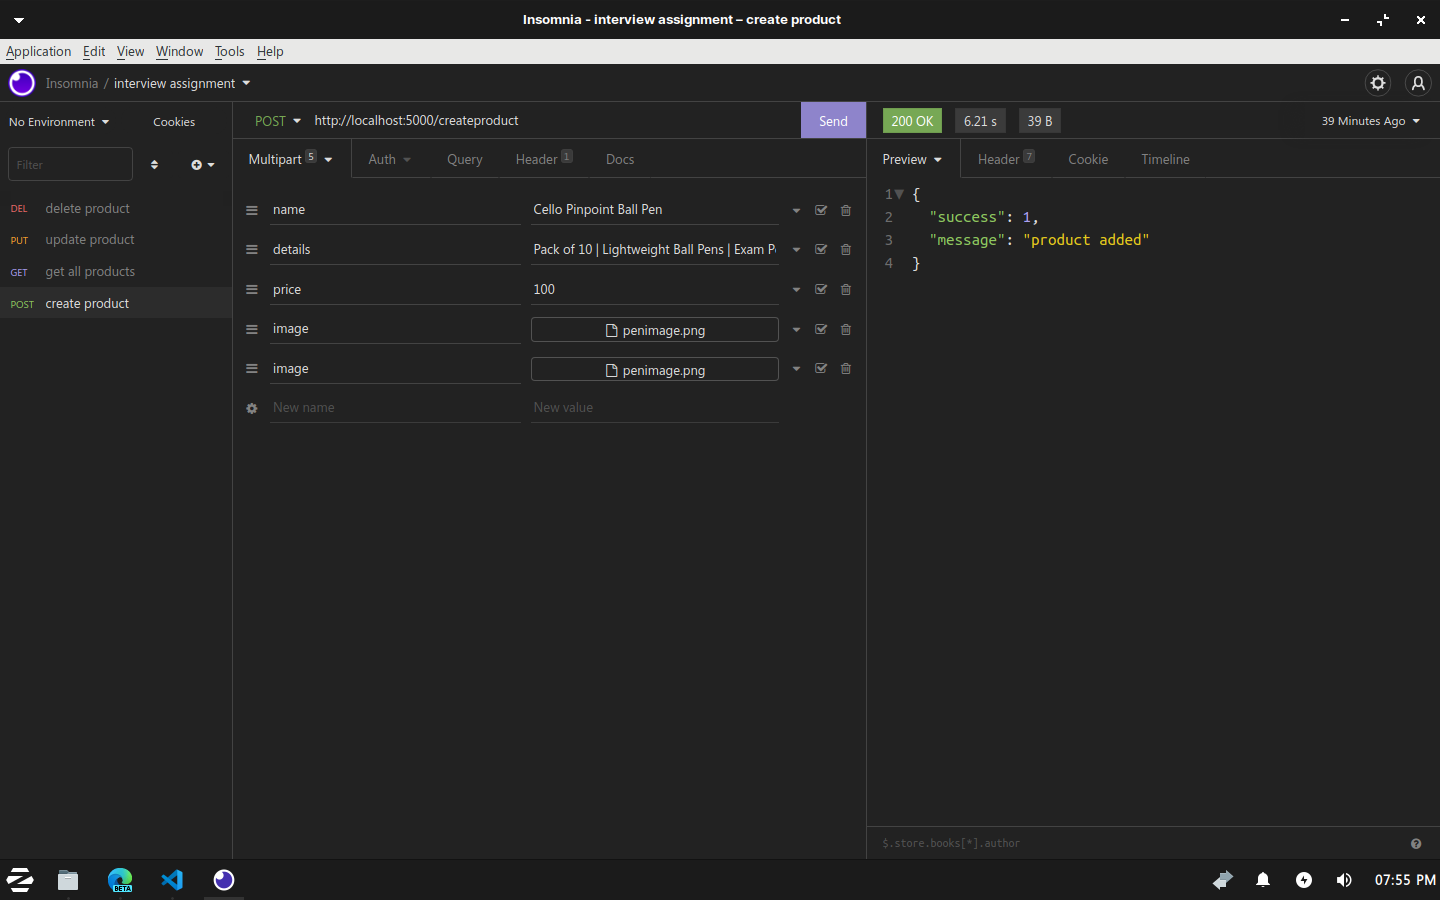 Insomnia - interview assignment – create product
Application Edit View Window Tools Help
Insomnia / interview assignment
No Environment Cookies
POST http://localhost:5000/createproduct Send
200 OK 6.21 s 39 B 39 Minutes Ago
Filter
Multipart 5 Auth Query Header 1 Docs
Preview Header 7 Cookie Timeline
DEL delete product
PUT update product
GET get all products
POST create product
name Cello Pinpoint Ball Pen
details Pack of 10 | Lightweight Ball Pens | Exam P
price 100
image penimage.png
image penimage.png
New name New value
1 {
2 "success": 1,
3 "message": "product added"
4 }
$.store.books[*].author
BETA
07:55 PM